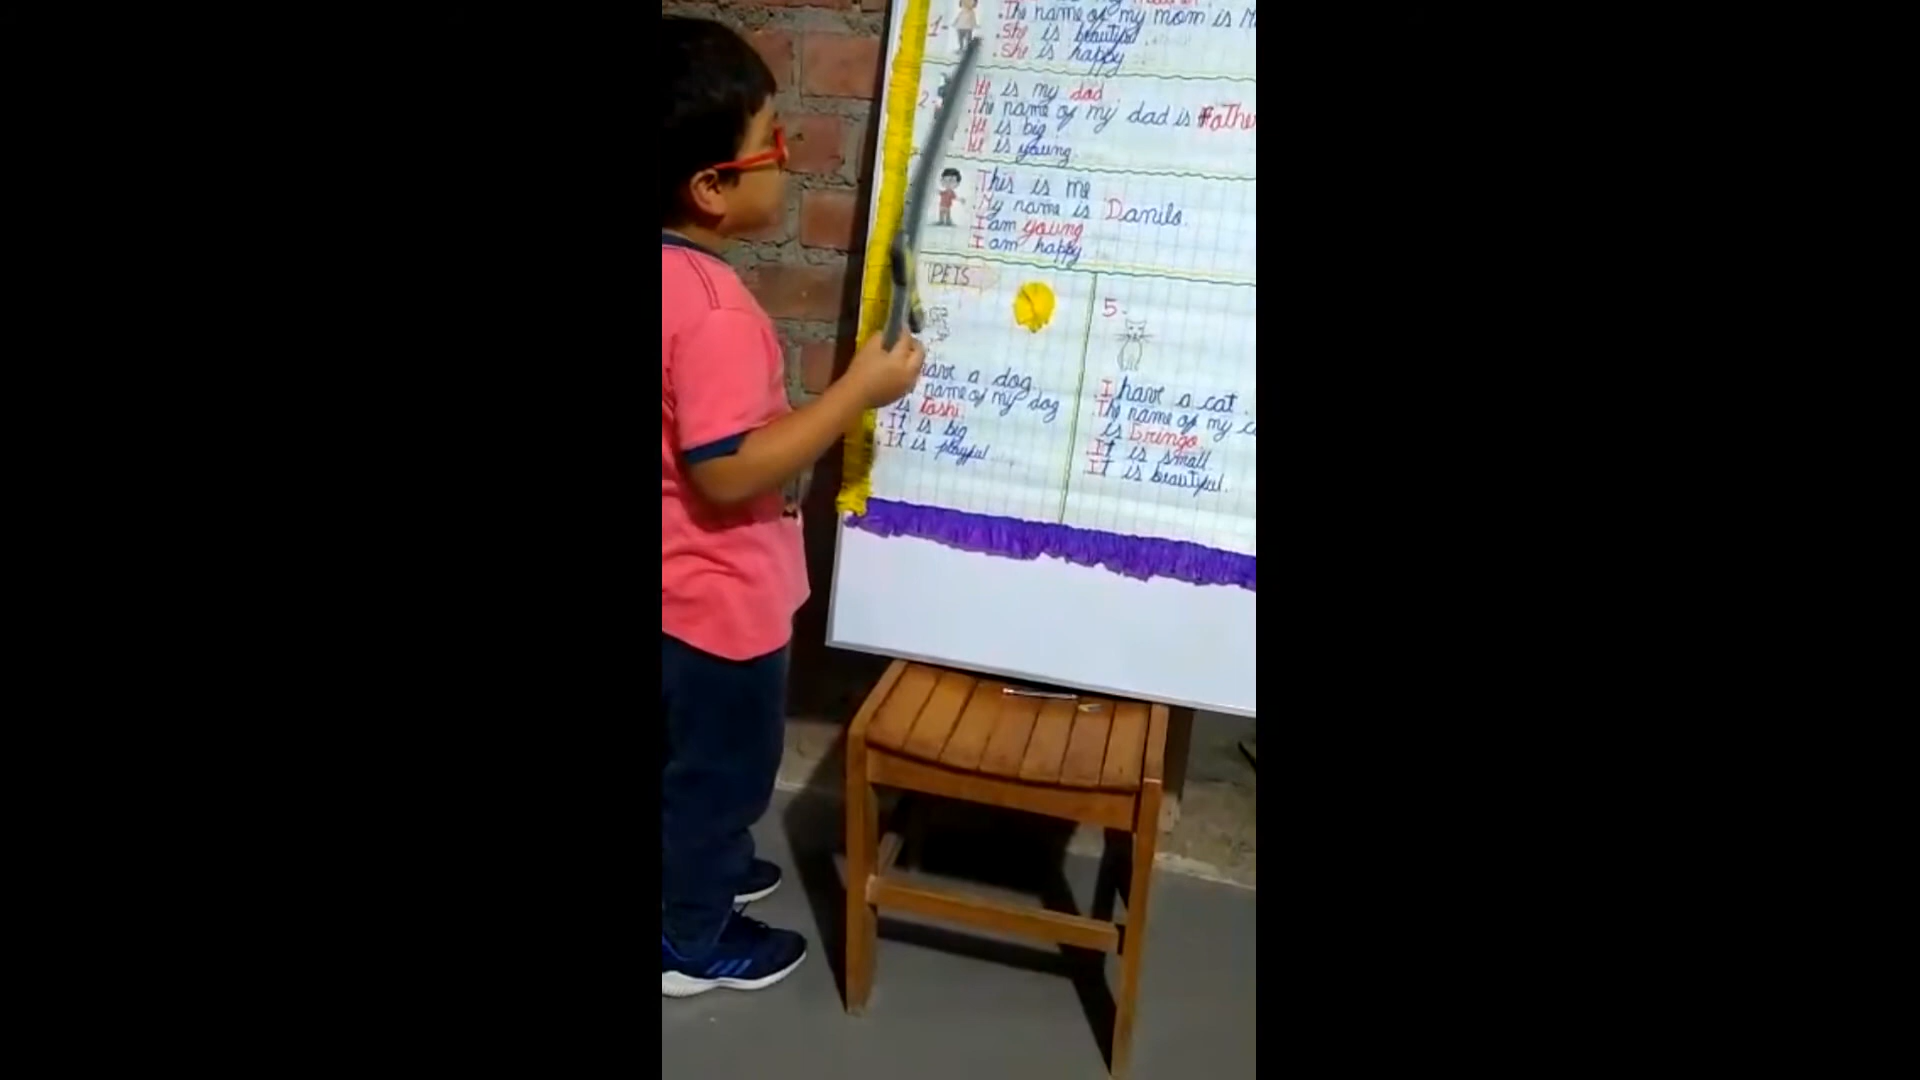 1-
.The name of my mom is
.She is beautiful.
.She is happy
2-
.He is my dad
.The name of my dad is Father
.He is big
.He is young.
.This is me
.My name is Danilo.
.I am young
.I am happy
PETS
have a dog.
name of my dog
is Toshi.
.It is big
.It is playful
5-
.I have a cat.
.The name of my
is Gringo.
.It is small
.It is beautiful.